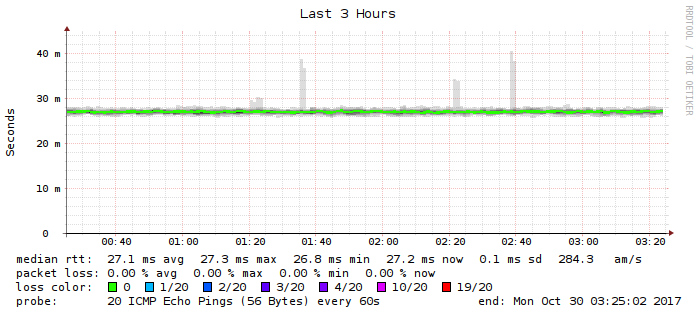 Last 3 Hours
RRDTOOL / TOBI OETIKER
Seconds
40 m
30 m
20 m
10 m
0
00:40 01:00 01:20 01:40 02:00 02:20 02:40 03:00 03:20
median rtt: 27.1 ms avg 27.3 ms max 26.8 ms min 27.2 ms now 0.1 ms sd 284.3 am/s
packet loss: 0.00 % avg 0.00 % max 0.00 % min 0.00 % now
loss color: 0 1/20 2/20 3/20 4/20 10/20 19/20
probe: 20 ICMP Echo Pings (56 Bytes) every 60s end: Mon Oct 30 03:25:02 2017